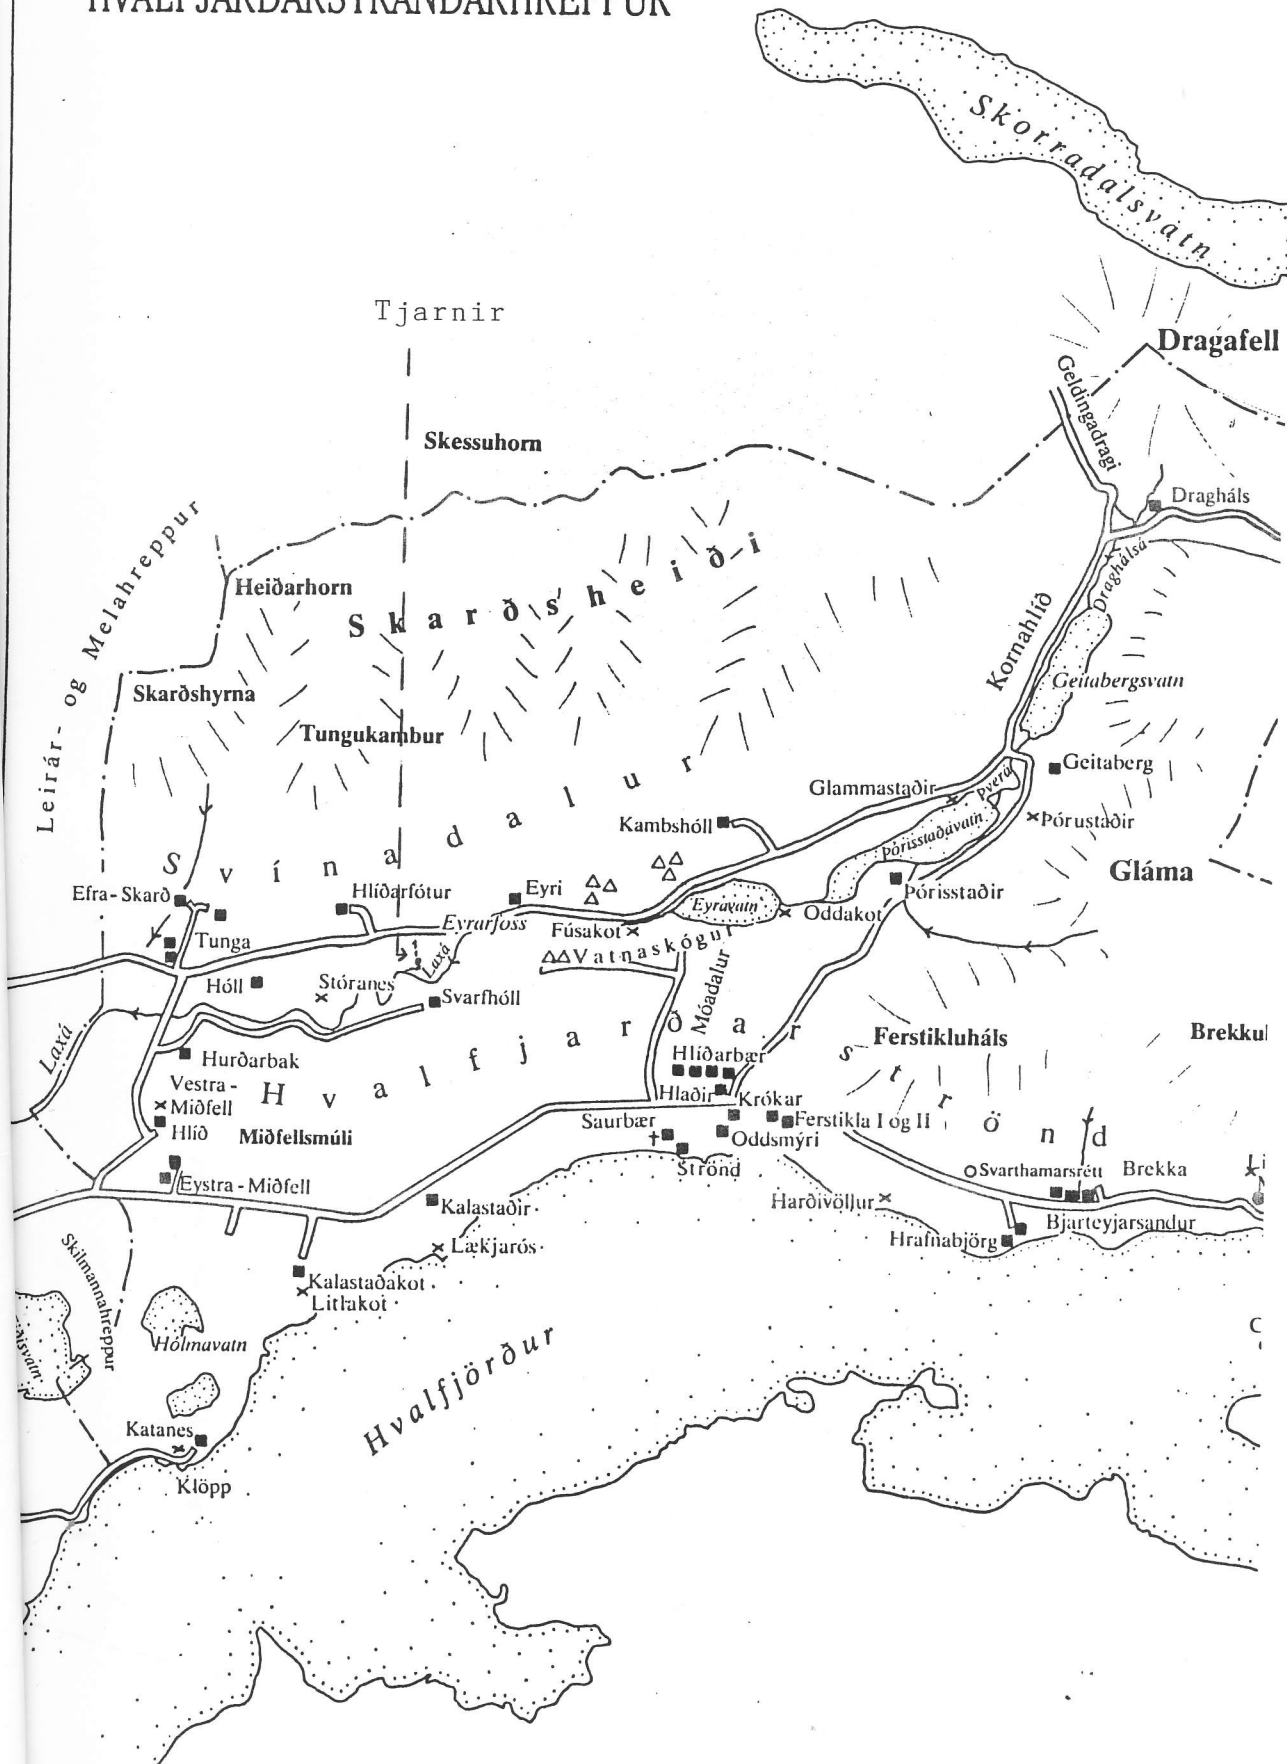 HVALFJARÐARSTRANDARHREPPUR
Skorradalsvatn
Tjarnir
Dragafell
Geldingadragi
Skessuhorn
Dragháls
Leirár- og Melahreppur
Heiðarhorn
Skarðsheiði
Draghálsá
Kornahlíð
Skarðshyrna
Geitabergsvatn
Tungukambur
Geitaberg
Svínadalur
Glammastaðir
Þverá
Kambshóll
Þórisstaðavatn
Þórustaðir
Gláma
Efra-Skarð
Hlíðarfótur
Eyri
Eyravatn
Oddakot
Þórisstaðir
Tunga
Eyrarfoss
Fúsakot
Vatnaskógur
Laxá
Hóll
Stóranes
Svarfhóll
Móadalur
Laxá
Hvalfjarðarströnd
Ferstikluháls
Brekku
Hurðarbak
Hlíðarbær
Vestra-
Miðfell
Hlaðir
Krókar
Hlíð
Miðfellsmúli
Saurbær
Ferstikla I og II
Oddsmýri
Strönd
Svarthamarsrétt
Brekka
Eystra-Miðfell
Kalastaðir
Harðivöllur
Bjarteyjarsandur
Hrafnabjörg
Lækjarós
Skilmannahreppur
Kalastaðakot
Litlakot
Hólmavatn
Hvalfjörður
Katanes
Klöpp